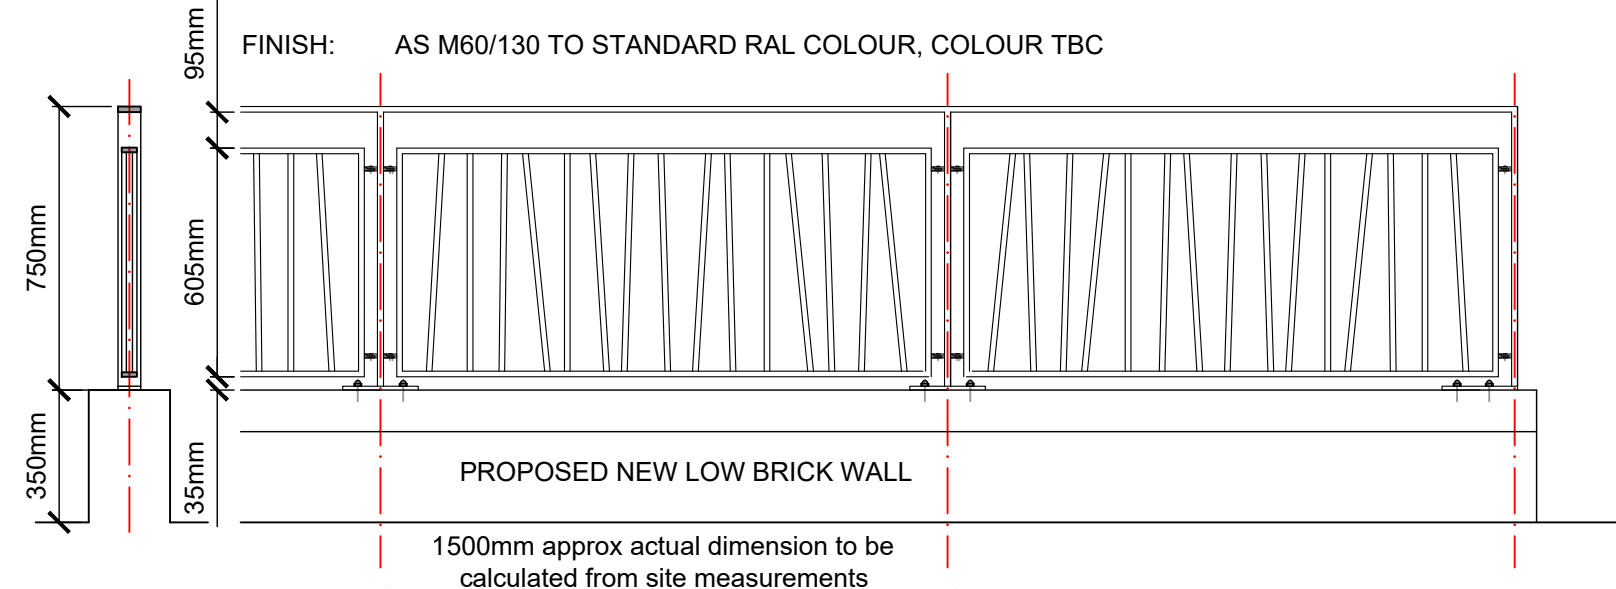 95mm
FINISH: AS M60/130 TO STANDARD RAL COLOUR, COLOUR TBC
750mm
605mm
350mm
35mm
PROPOSED NEW LOW BRICK WALL
1500mm approx actual dimension to be
calculated from site measurements